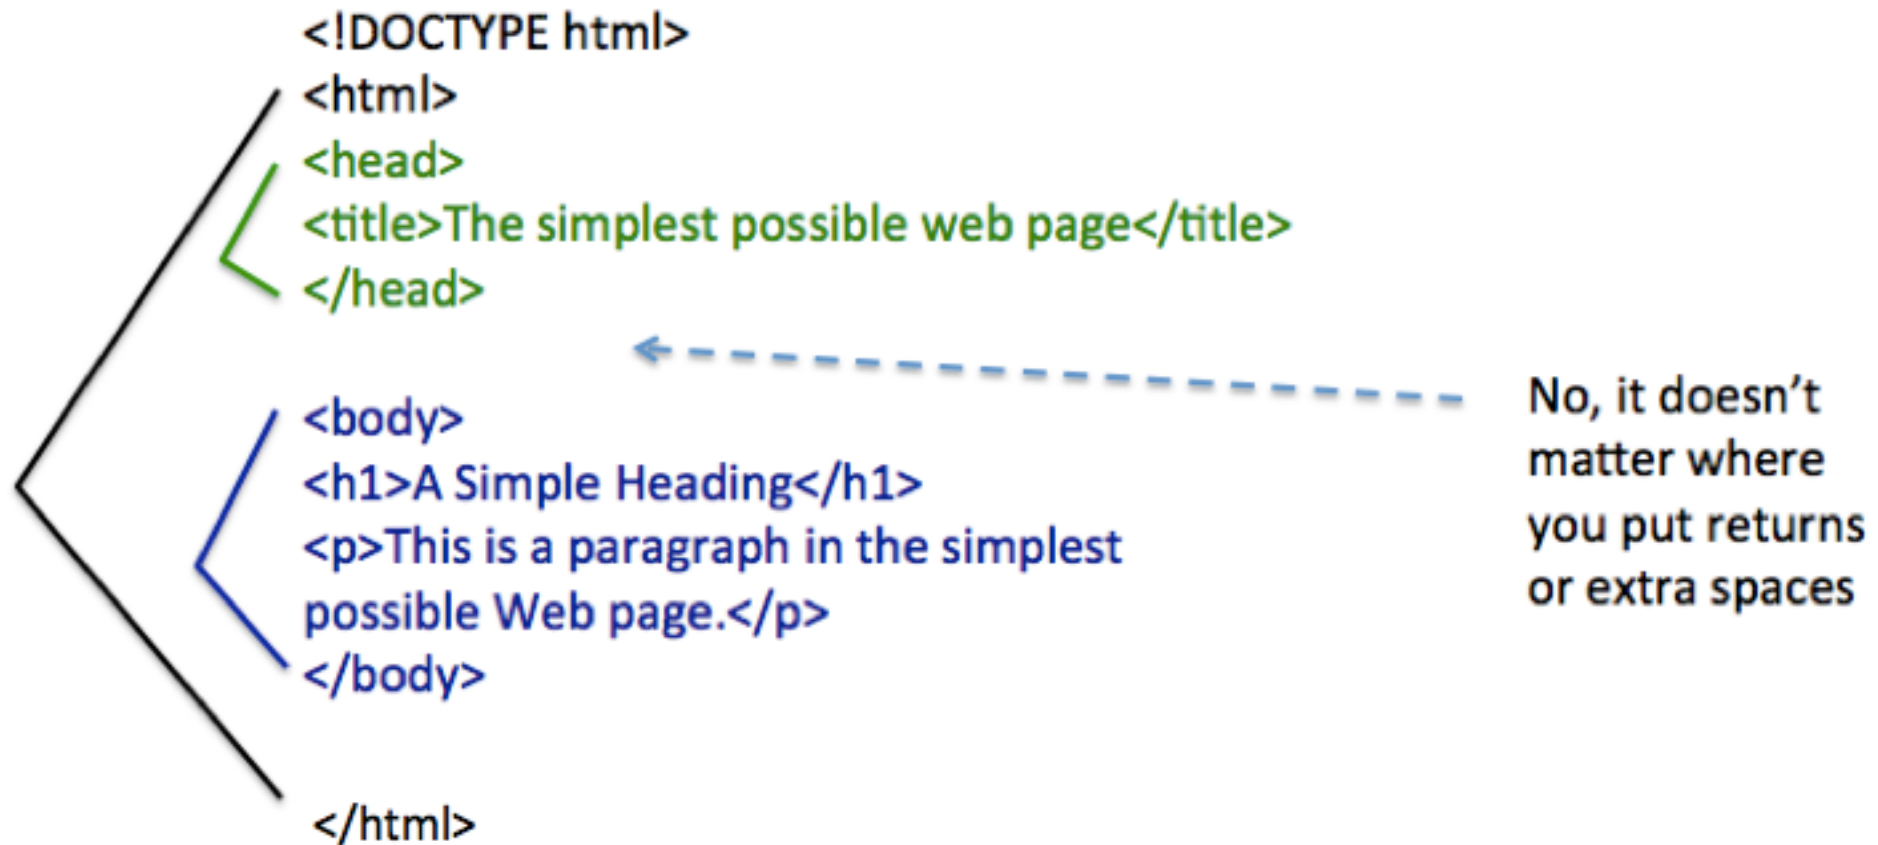 <!DOCTYPE html>
<html>
<head>
<title>The simplest possible web page</title>
</head>
<body>
<h1>A Simple Heading</h1>
<p>This is a paragraph in the simplest
possible Web page.</p>
</body>
</html>
No, it doesn’t
matter where
you put returns
or extra spaces